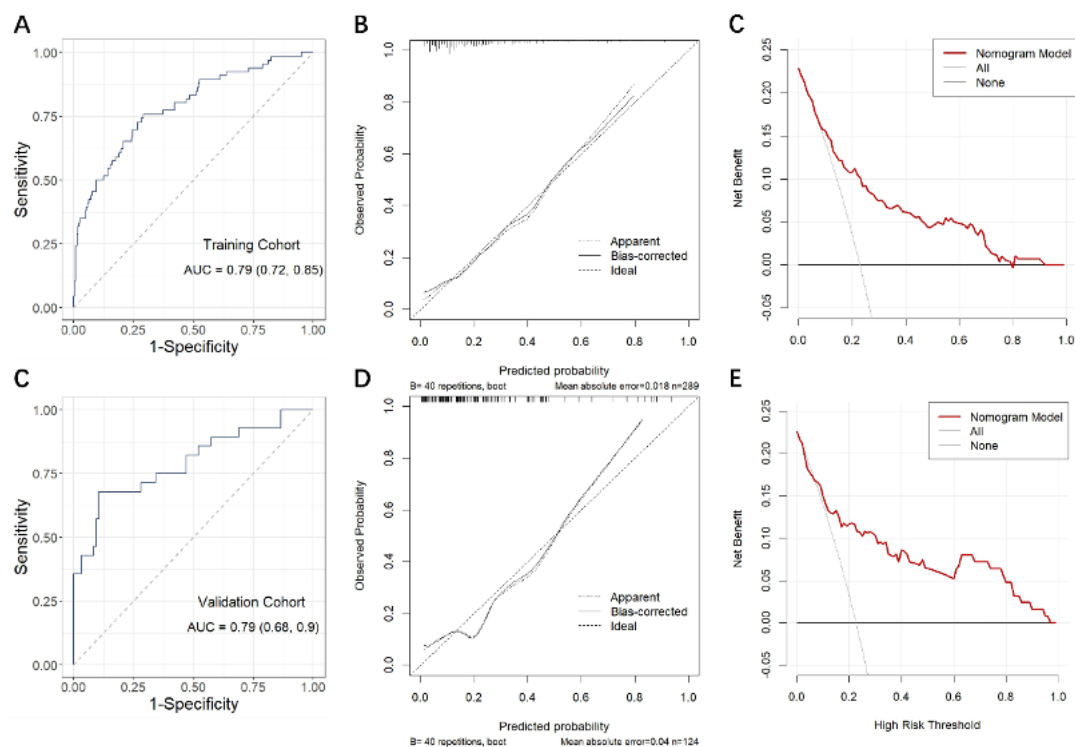 A
1.00
0.75
0.50
0.25
0.00
Sensitivity
Training Cohort
AUC = 0.79 (0.72, 0.85)
0.00 0.25 0.50 0.75 1.00
1-Specificity
B
1.0
0.8
0.6
0.4
0.2
0.0
Observed Probability
Apparent
Bias-corrected
Ideal
0.0 0.2 0.4 0.6 0.8 1.0
Predicted probability
B= 40 repetitions, boot Mean absolute error=0.018 n=289
C
0.25
0.20
0.15
0.10
0.05
0.00
-0.05
Net Benefit
Nomogram Model
All
None
0.0 0.2 0.4 0.6 0.8 1.0
C
1.00
0.75
0.50
0.25
0.00
Sensitivity
Validation Cohort
AUC = 0.79 (0.68, 0.9)
0.00 0.25 0.50 0.75 1.00
1-Specificity
D
1.0
0.8
0.6
0.4
0.2
0.0
Observed Probability
Apparent
Bias-corrected
Ideal
0.0 0.2 0.4 0.6 0.8 1.0
Predicted probability
B= 40 repetitions, boot Mean absolute error=0.04 n=124
E
0.25
0.20
0.15
0.10
0.05
0.00
-0.05
Net Benefit
Nomogram Model
All
None
0.0 0.2 0.4 0.6 0.8 1.0
High Risk Threshold